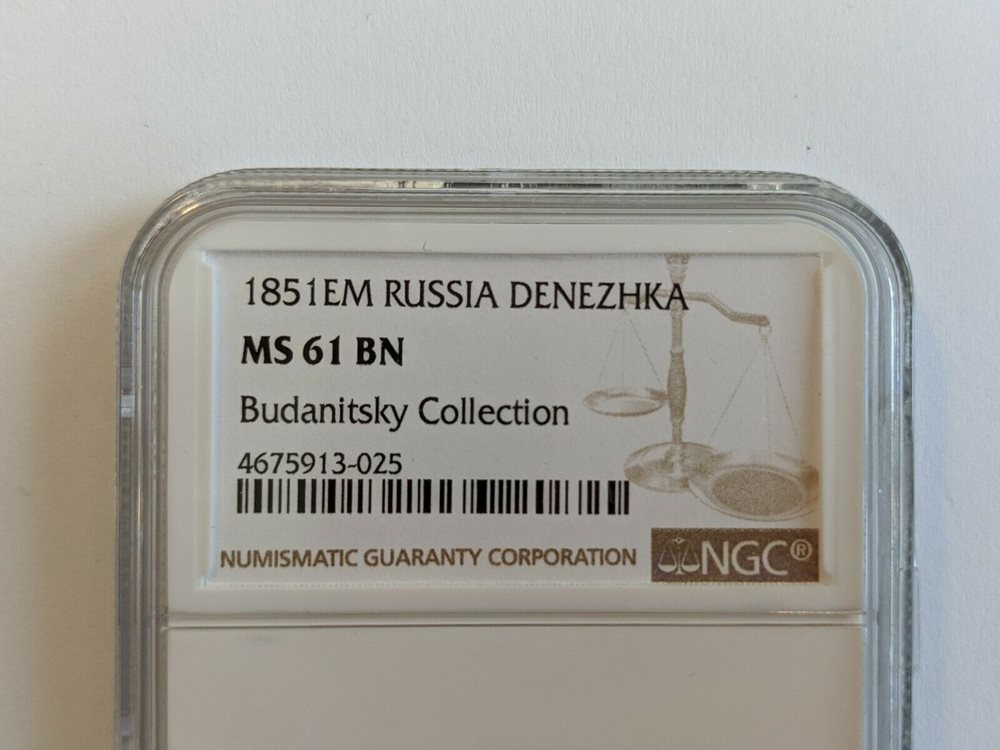 1851EM RUSSIA DENEZHKA
MS 61 BN
Budanitsky Collection
4675913-025
NUMISMATIC GUARANTY CORPORATION
NGC®